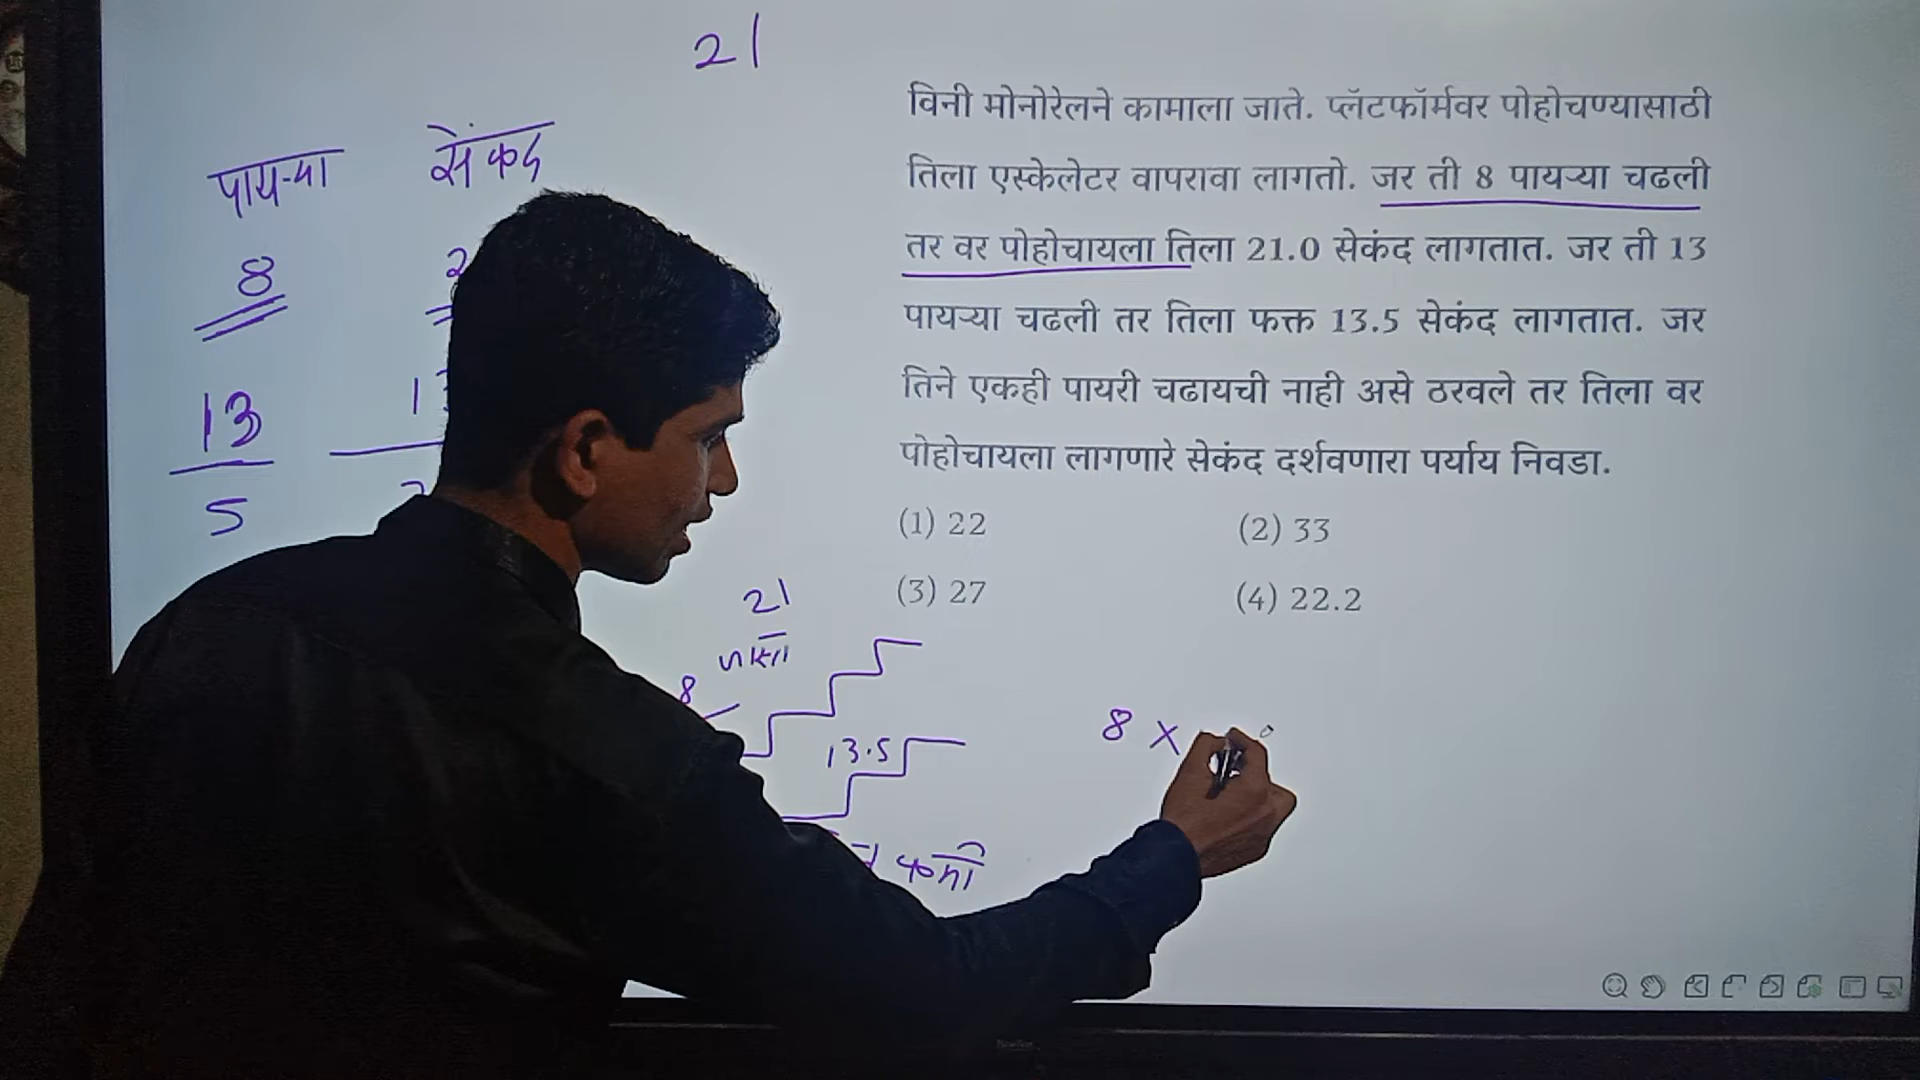 21
पाय-या सेकंद
8
13
5
विनी मोनोरेलने कामाला जाते. प्लॅटफॉर्मवर पोहोचण्यासाठी
तिला एस्केलेटर वापरावा लागतो. जर ती 8 पायऱ्या चढली
तर वर पोहोचायला तिला 21.0 सेकंद लागतात. जर ती 13
पायऱ्या चढली तर तिला फक्त 13.5 सेकंद लागतात. जर
तिने एकही पायरी चढायची नाही असे ठरवले तर तिला वर
पोहोचायला लागणारे सेकंद दर्शवणारा पर्याय निवडा.
(1) 22 (2) 33
(3) 27 (4) 22.2
21
जास्त
8
13.5
कमी
8 ×